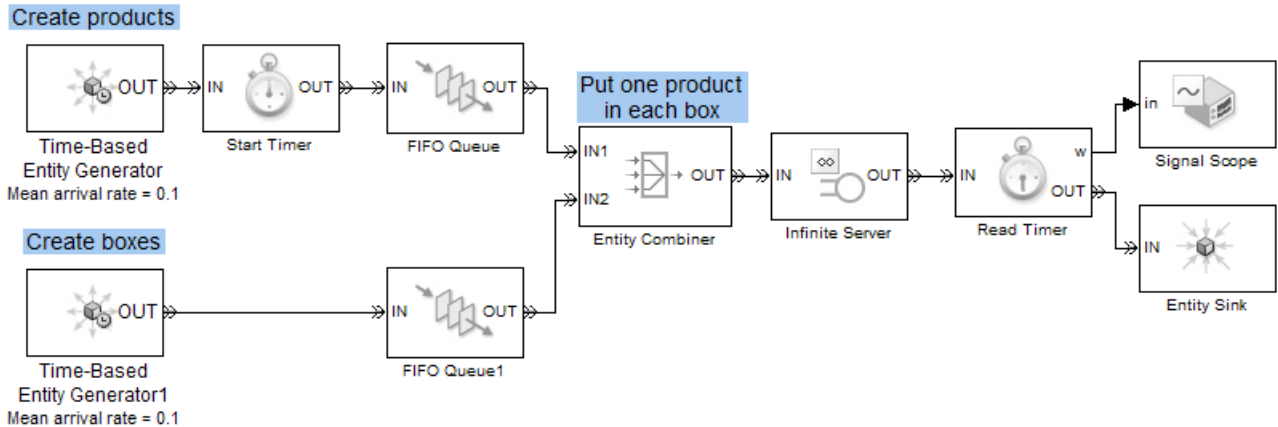 Create products
OUT
IN
OUT
IN
OUT
Time-Based
Entity Generator
Mean arrival rate = 0.1
Start Timer
FIFO Queue
Put one product
in each box
IN1
IN2
OUT
Entity Combiner
IN
∞
OUT
Infinite Server
IN
w
OUT
Read Timer
in
Signal Scope
IN
Entity Sink
Create boxes
OUT
IN
OUT
Time-Based
Entity Generator1
Mean arrival rate = 0.1
FIFO Queue1